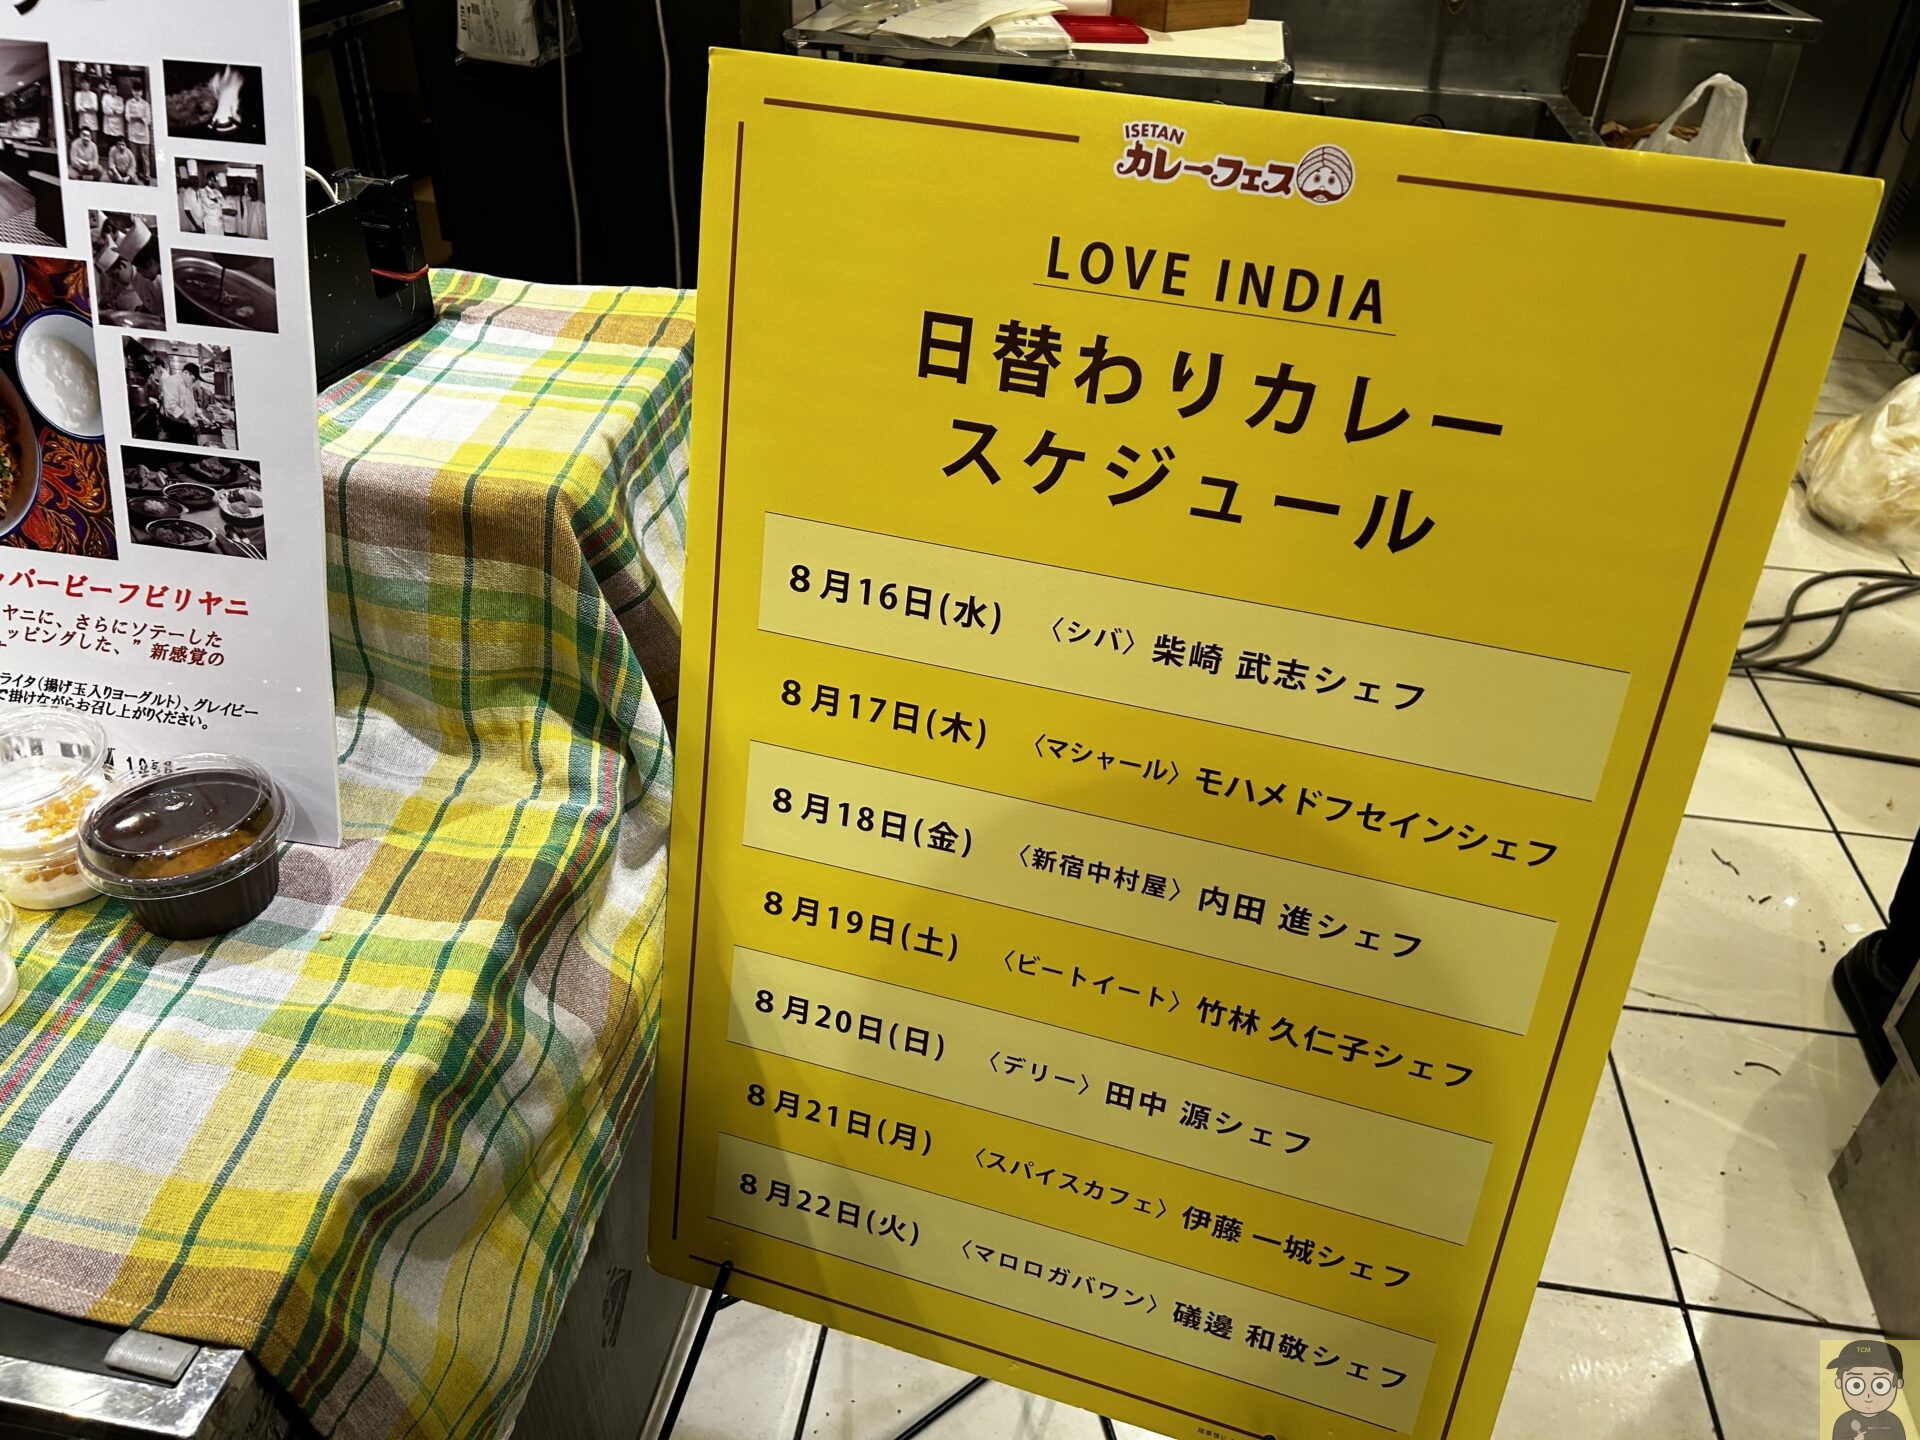 パービーフビリヤニ
ヤニに、さらにソテーした
ッピングした、”新感覚の
ライタ(揚げ玉入りヨーグルト)、グレイビー
掛けながらお召し上がりください。
ISETAN
カレーフェス
LOVE INDIA
日替わりカレー
スケジュール
8月16日(水) 〈シバ〉柴崎 武志シェフ
8月17日(木) 〈マシャール〉モハメドフセインシェフ
8月18日(金) 〈新宿中村屋〉内田 進シェフ
8月19日(土) 〈ビートイート〉竹林 久仁子シェフ
8月20日(日) 〈デリー〉田中 源シェフ
8月21日(月) 〈スパイスカフェ〉伊藤 一城シェフ
8月22日(火) 〈マロロガバワン〉礒邊 和敬シェフ
TCM